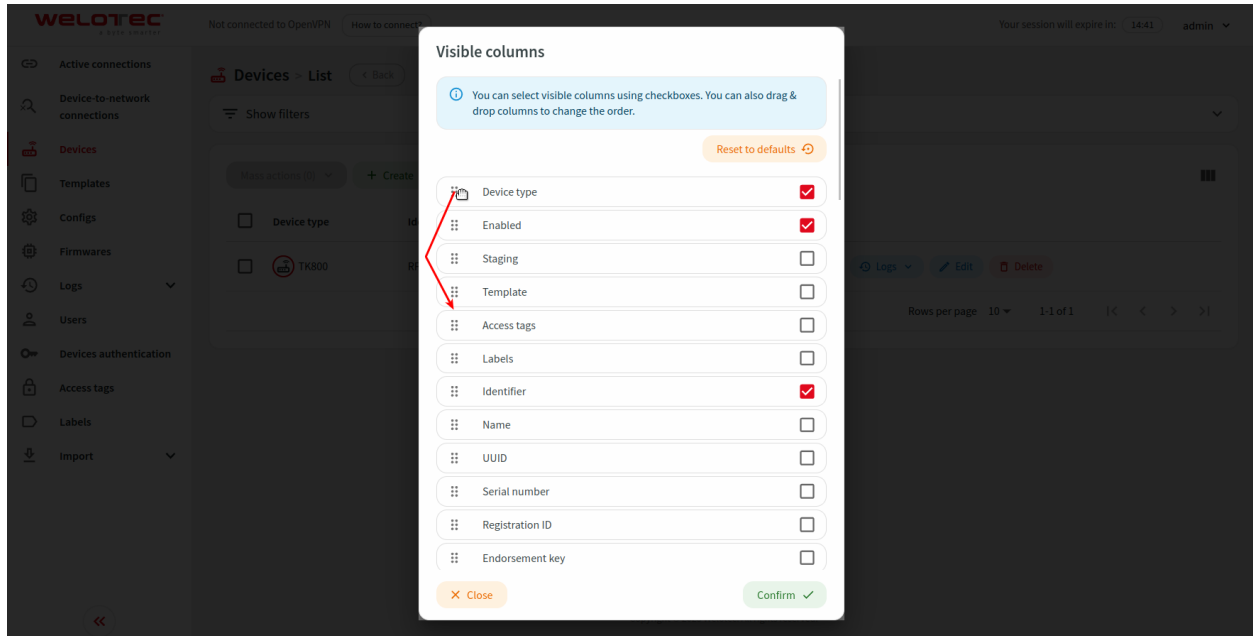 WELOTEC
a bits smarter
Not connected to OpenVPN
How to connect?
Your session will expire in: 14:41
admin
Active connections
Device-to-network
connections
Devices
Templates
Configs
Firmwares
Logs
Users
Devices authentication
Access tags
Labels
Import
Devices > List
Back
Show filters
Mass actions (0)
+ Create
Device type
TK800
Logs
Edit
Delete
Rows per page 10
1-1 of 1
Visible columns
You can select visible columns using checkboxes. You can also drag &
drop columns to change the order.
Reset to defaults
Device type
Enabled
Staging
Template
Access tags
Labels
Identifier
Name
UUID
Serial number
Registration ID
Endorsement key
Close
Confirm